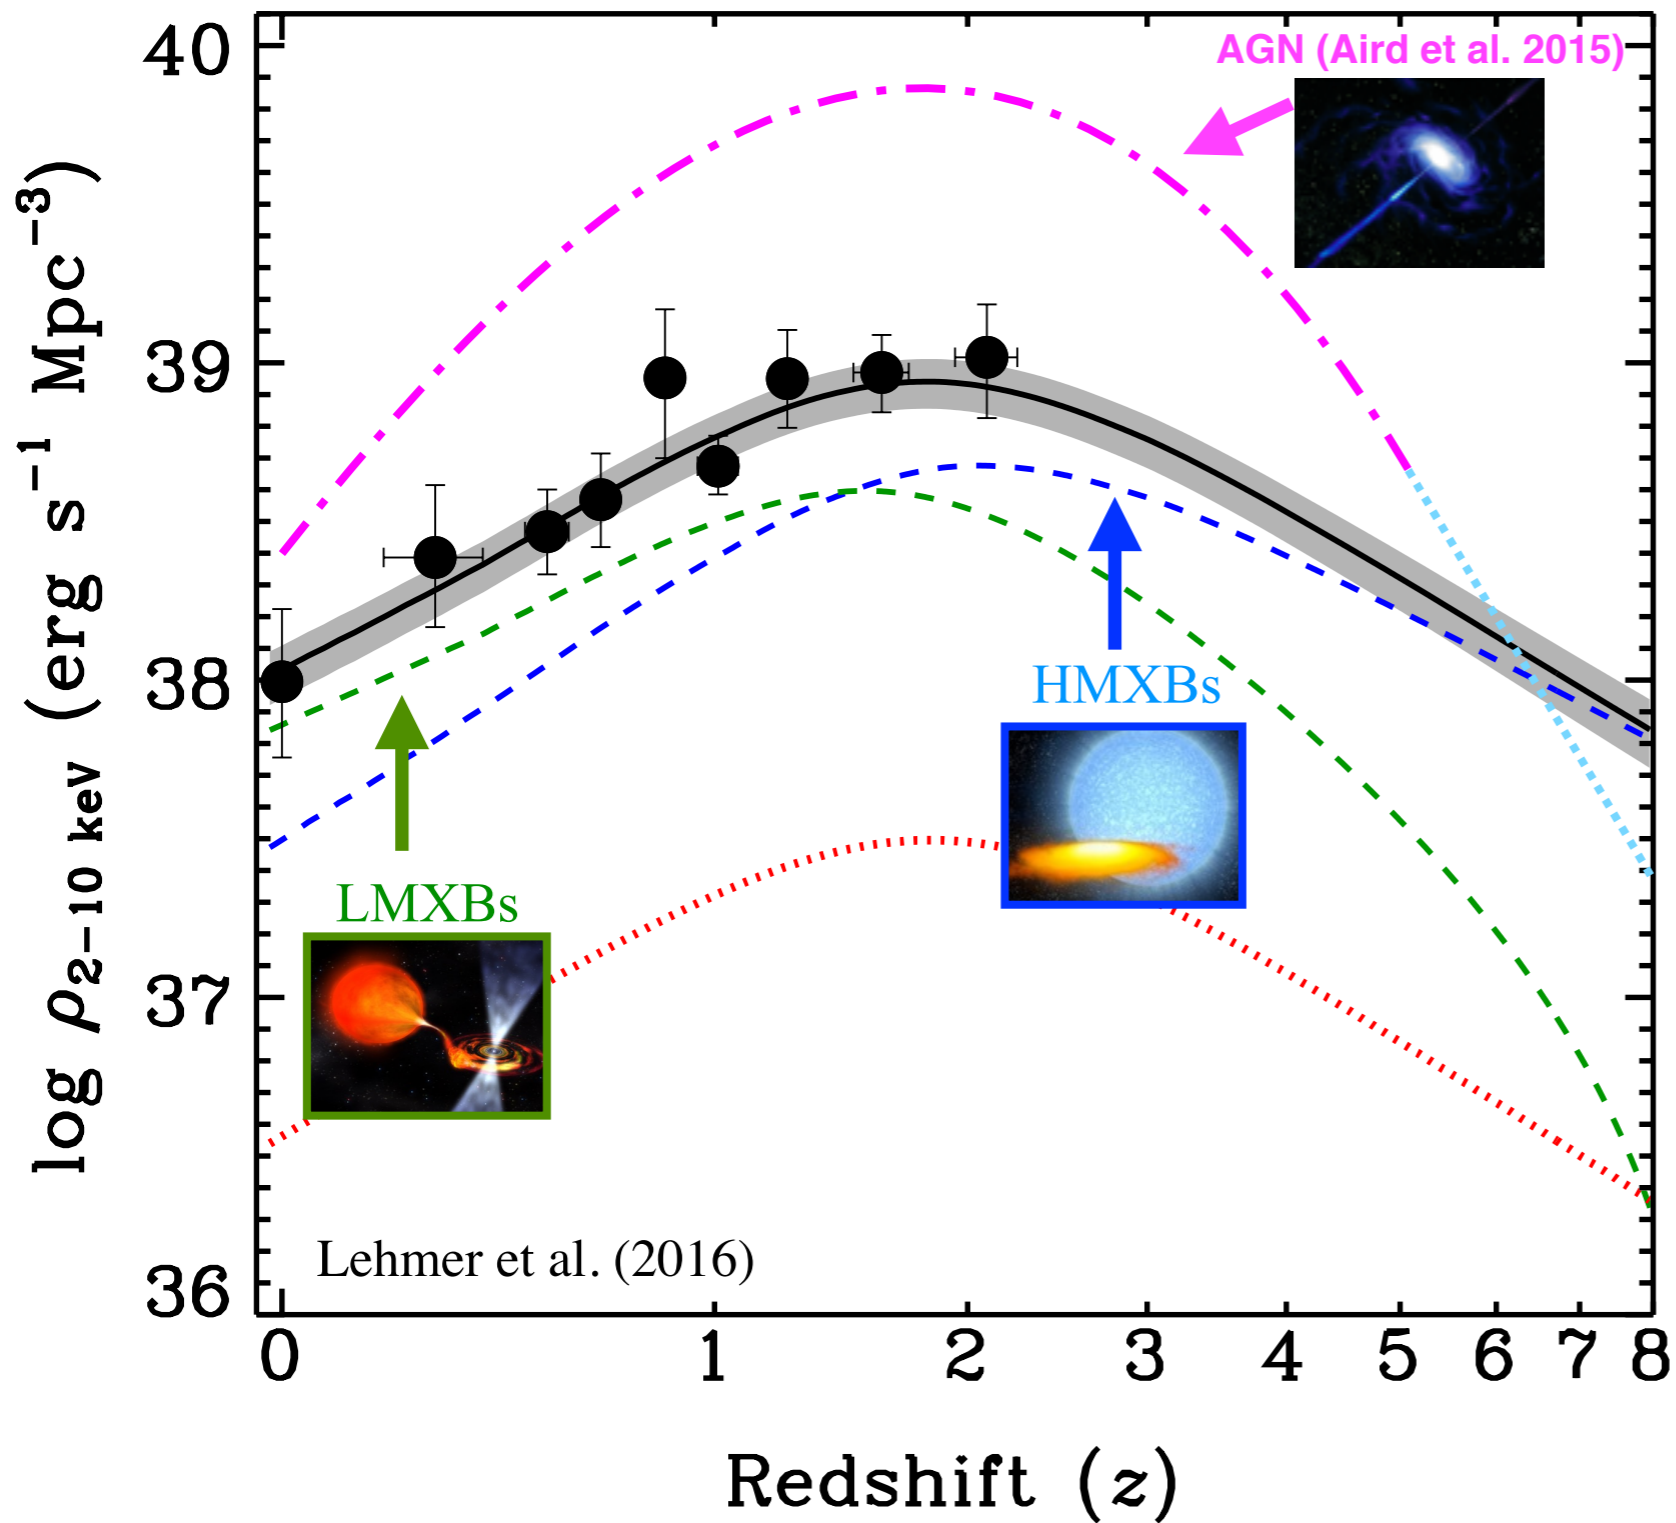 AGN (Aird et al. 2015)
40
39
38
37
36
log ρ2−10 keV (erg s−1 Mpc−3)
HMXBs
LMXBs
Lehmer et al. (2016)
0 1 2 3 4 5 6 7 8
Redshift (z)